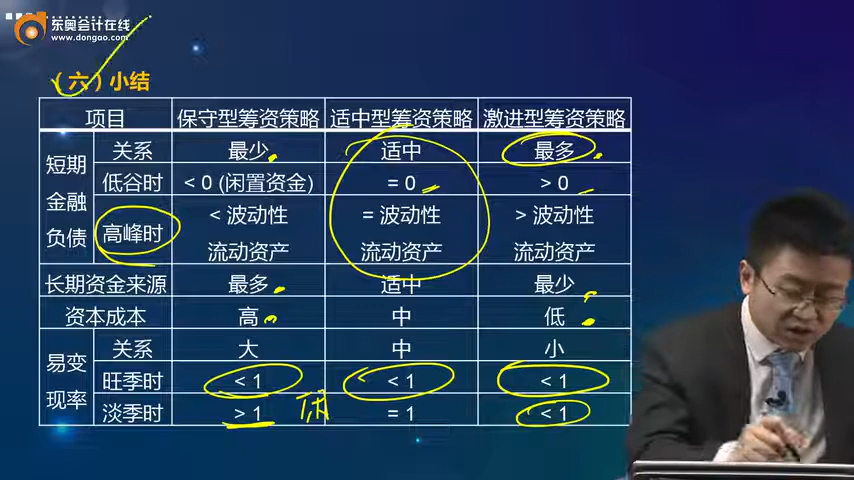 东奥会计在线
www.dongao.com
（六）小结
项目 保守型筹资策略 适中型筹资策略 激进型筹资策略
短期金融负债 关系 最少 适中 最多
低谷时 < 0 (闲置资金) = 0 > 0
高峰时 < 波动性流动资产 = 波动性流动资产 > 波动性流动资产
长期资金来源 最多 适中 最少
资本成本 高 中 低
易变现率 关系 大 中 小
旺季时 < 1 < 1 < 1
淡季时 > 1 = 1 < 1